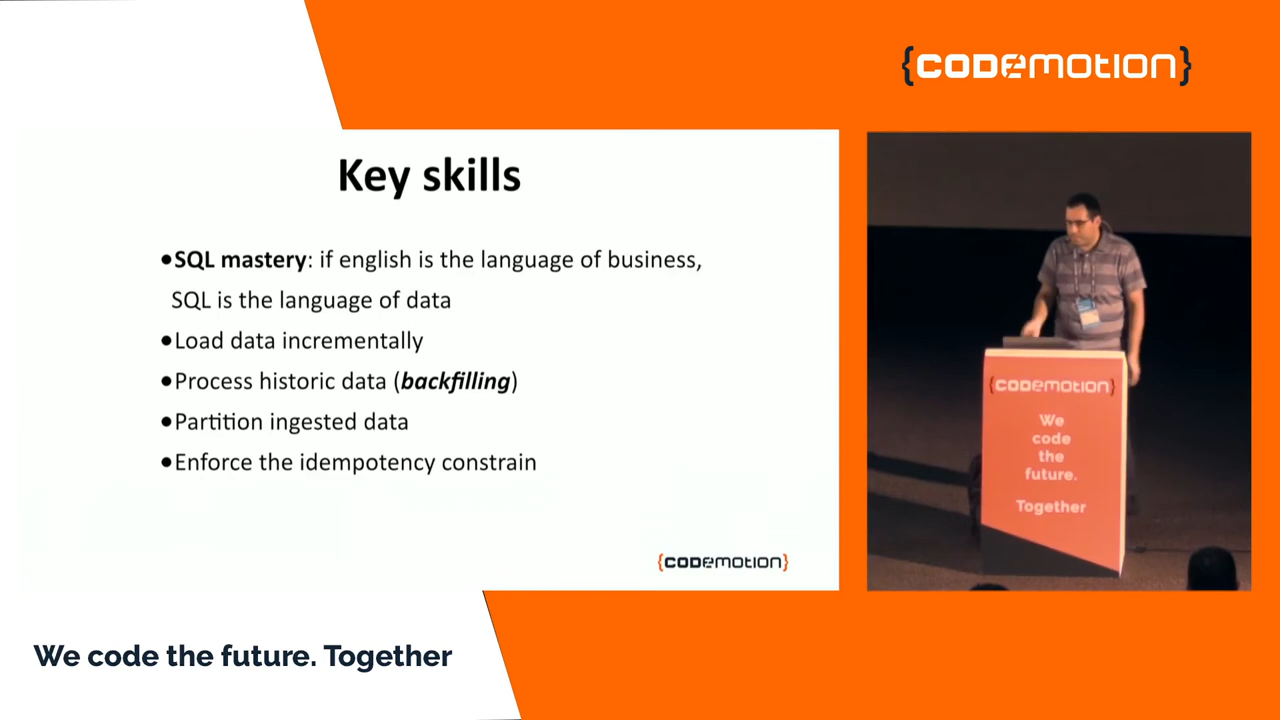 {CODEMOTION}
Key skills
●SQL mastery: if english is the language of business,
SQL is the language of data
●Load data incrementally
●Process historic data (backfilling)
●Partition ingested data
●Enforce the idempotency constrain
{CODEMOTION}
{CODEMOTION}
We
code
the
future.
Together
We code the future. Together